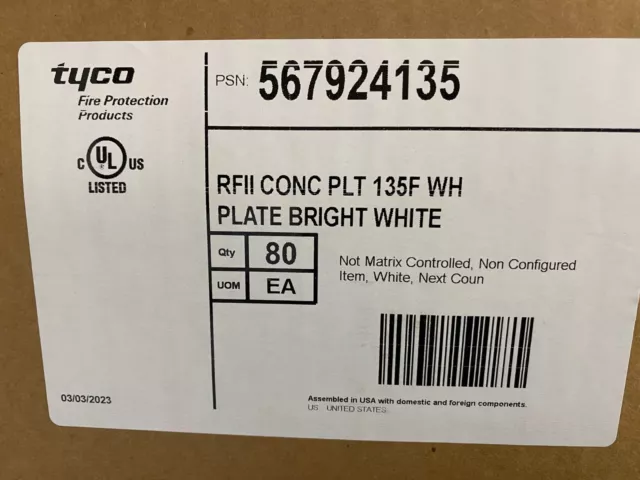 tyco
Fire Protection
Products
C UL US
LISTED
PSN: 567924135
RFII CONC PLT 135F WH
PLATE BRIGHT WHITE
Qty 80
UOM EA
Not Matrix Controlled, Non Configured
Item, White, Next Coun
03/03/2023
Assembled in USA with domestic and foreign components.
US UNITED STATES